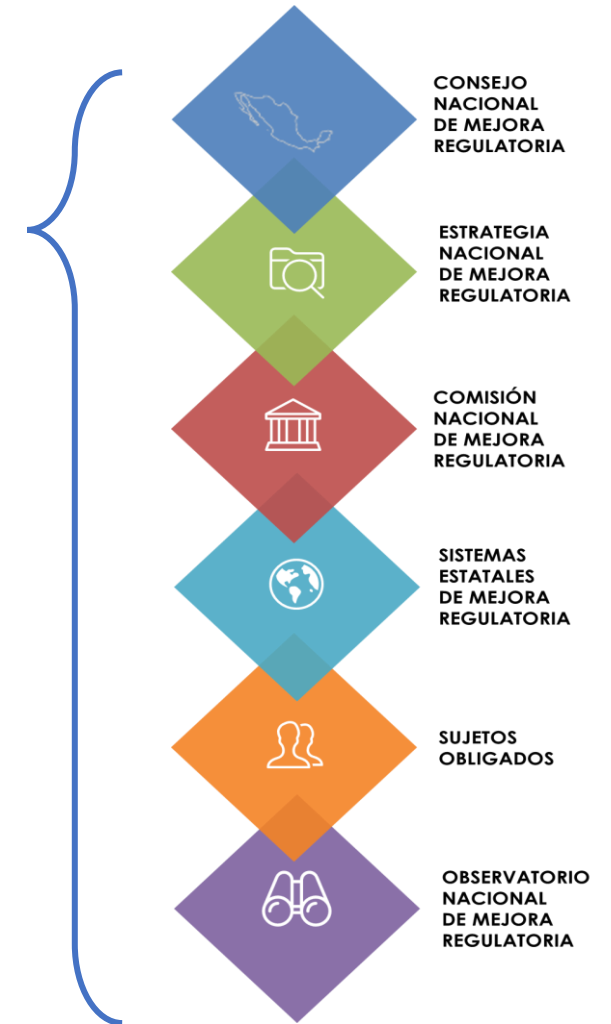 CONSEJO
NACIONAL
DE MEJORA
REGULATORIA
ESTRATEGIA
NACIONAL
DE MEJORA
REGULATORIA
COMISIÓN
NACIONAL
DE MEJORA
REGULATORIA
SISTEMAS
ESTATALES
DE MEJORA
REGULATORIA
SUJETOS
OBLIGADOS
OBSERVATORIO
NACIONAL
DE MEJORA
REGULATORIA